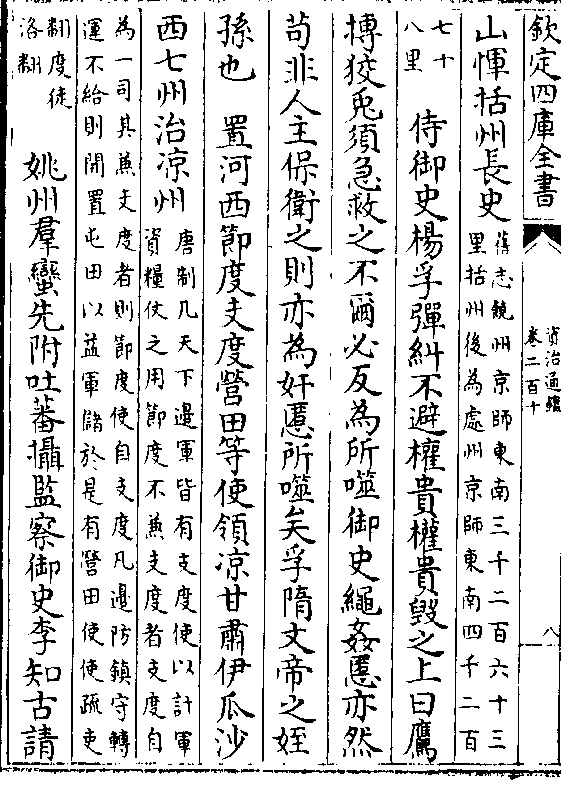 欽定四庫全書
資治通鑑
卷二百十
八
山惲括州長史
舊志饒州京師東南三千二百六十三
里括州後為處州京師東南四千二百
七十
八里
侍御史楊孚彈糾不避權貴權貴毀之上曰鷹
搏狡兎須急救之不爾必反為所噬御史繩姦慝亦然
苟非人主保衛之則亦為奸慝所噬矣孚隋文帝之姪
孫也　置河西節度支度營田等使領涼甘肅伊瓜沙
西七州治涼州
唐制凡天下邊軍皆有支度使以計軍
資糧仗之用節度不兼支度者支度自
為一司其兼支度者則節度使自支度凡邊防鎮守轉
運不給則開置屯田以益軍儲於是有營田使使疏吏
翻度徒
洛翻
姚州羣蠻先附吐蕃攝監察御史李知古請